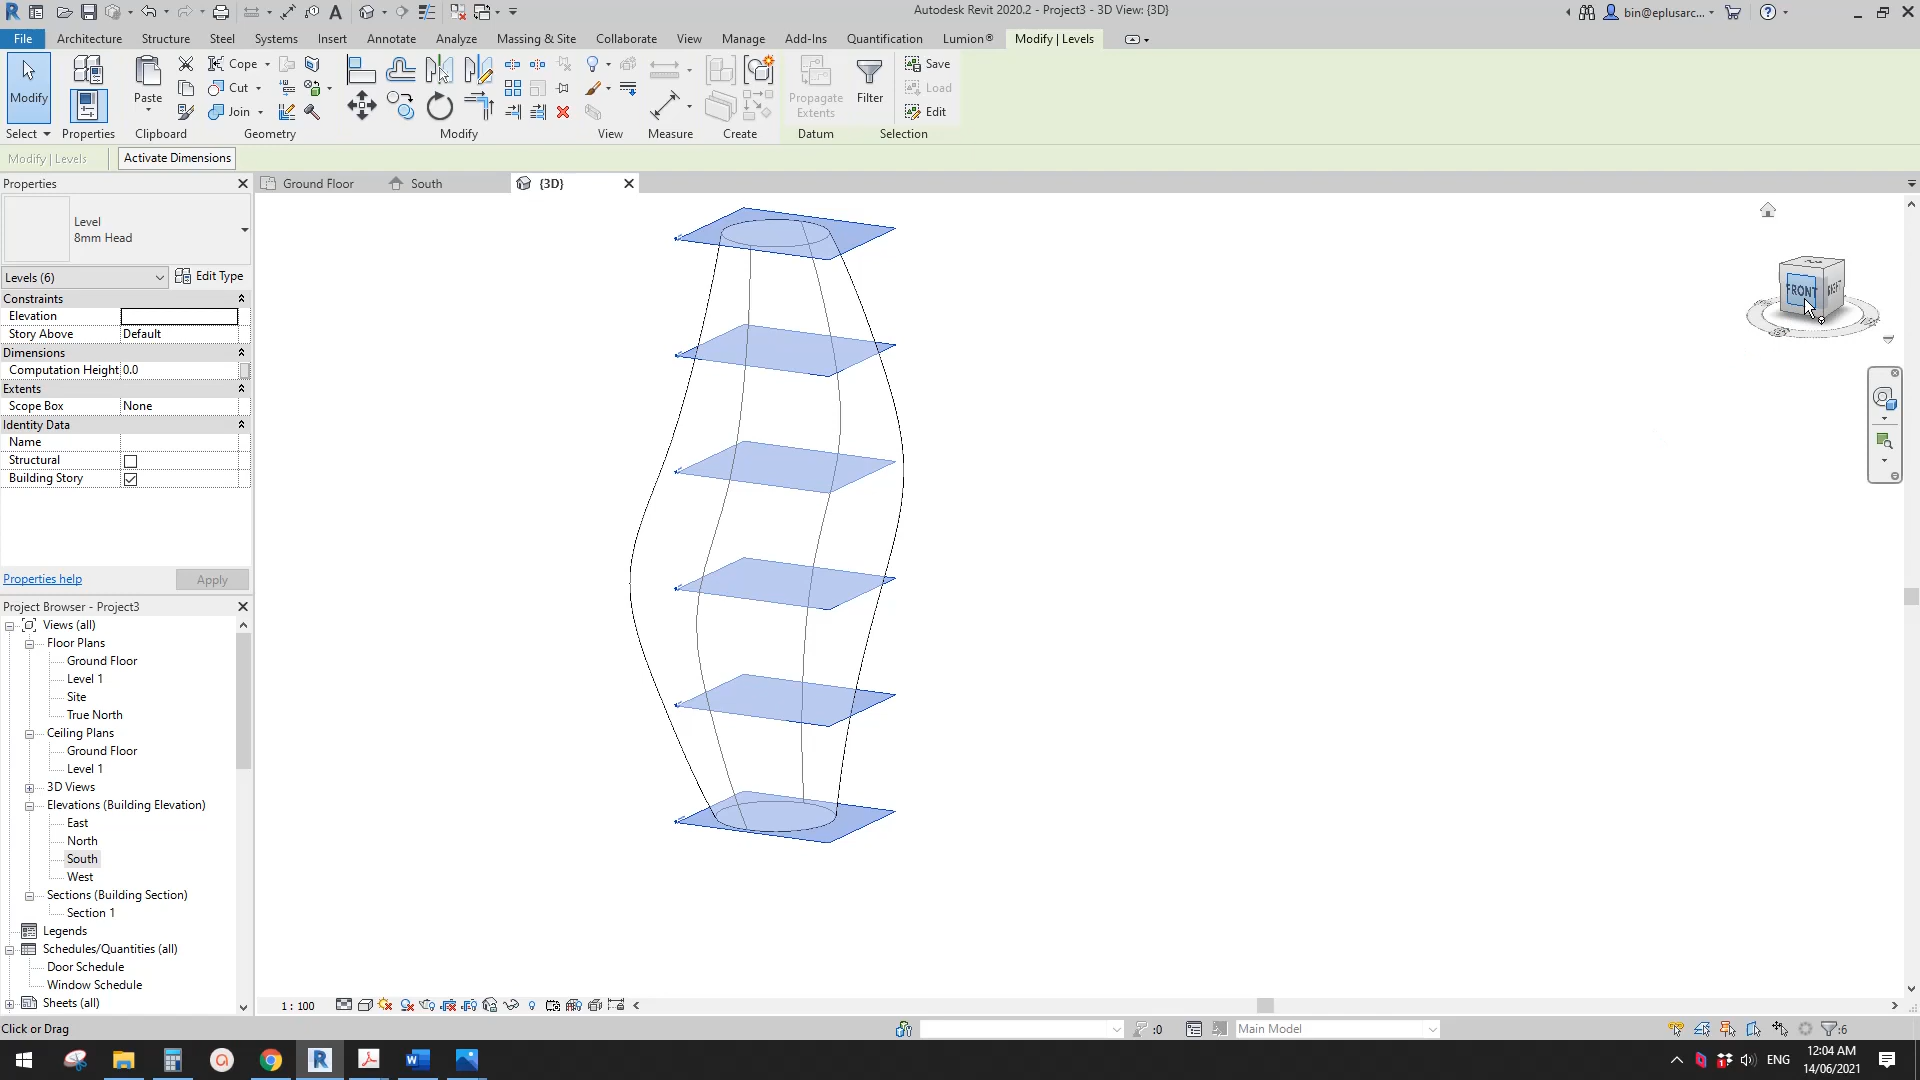 Autodesk Revit 2020.2 - Project3 - 3D View: {3D}
bin@eplusarc...
File Architecture Structure Steel Systems Insert Annotate Analyze Massing & Site Collaborate View Manage Add-Ins Quantification Lumion® Modify | Levels
Modify
Paste
Cope
Cut
Join
Propagate
Extents
Filter
Save
Load
Edit
Select Properties Clipboard Geometry Modify View Measure Create Datum Selection
Modify | Levels Activate Dimensions
Properties
Ground Floor South {3D}
Level
8mm Head
Levels (6) Edit Type
Constraints
Elevation
Story Above Default
Dimensions
Computation Height 0.0
Extents
Scope Box None
Identity Data
Name
Structural
Building Story
Properties help Apply
FRONT
RIGHT
Project Browser - Project3
Views (all)
Floor Plans
Ground Floor
Level 1
Site
True North
Ceiling Plans
Ground Floor
Level 1
3D Views
Elevations (Building Elevation)
East
North
South
West
Sections (Building Section)
Section 1
Legends
Schedules/Quantities (all)
Door Schedule
Window Schedule
Sheets (all)
1 : 100
Click or Drag
:0
Main Model
:6
ENG
12:04 AM
14/06/2021